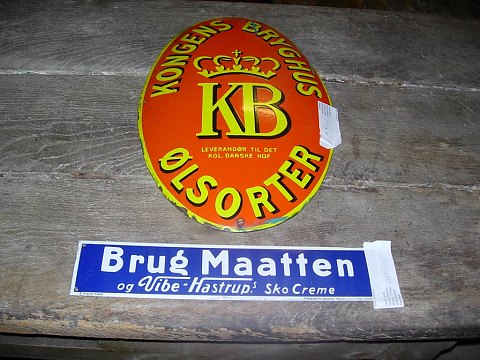 KONGENS BRYGHUS
KB
LEVERANDØR TIL DET
KGL. DANSKE HOF
ØLSORTER
Brug Maatten
og Vibe-Hastrup.s Sko Creme